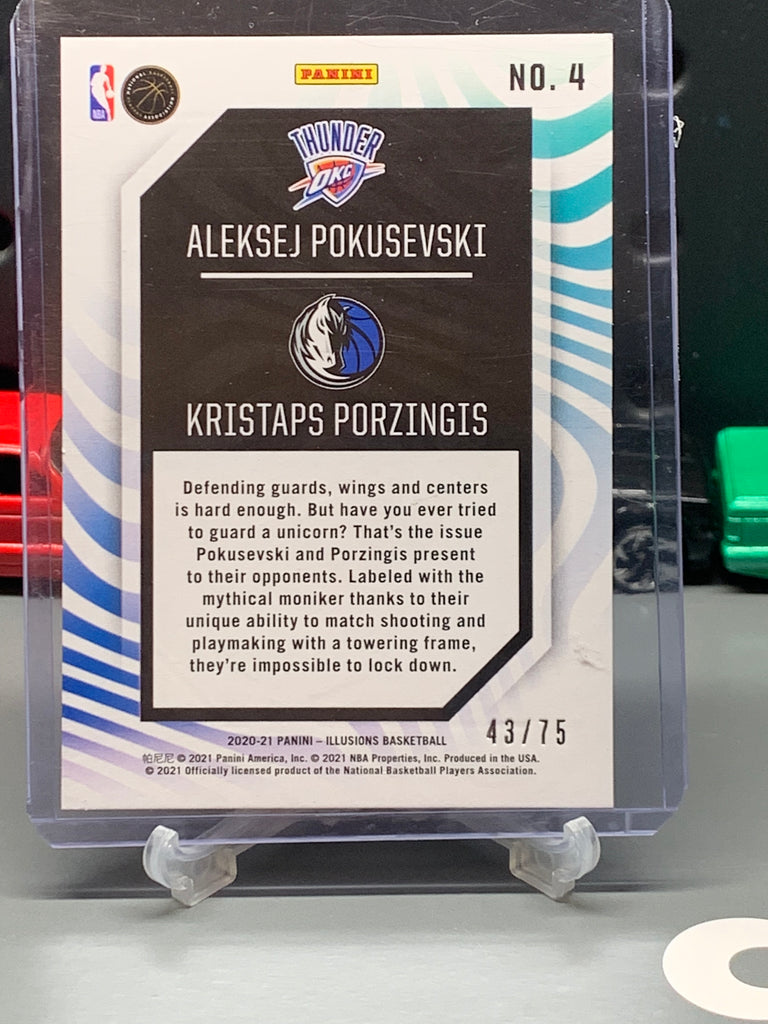 NBA
PANINI
NO. 4
THUNDER
OKC
ALEKSEJ POKUSEVSKI
KRISTAPS PORZINGIS
Defending guards, wings and centers
is hard enough. But have you ever tried
to guard a unicorn? That's the issue
Pokusevski and Porzingis present
to their opponents. Labeled with the
mythical moniker thanks to their
unique ability to match shooting and
playmaking with a towering frame,
they're impossible to lock down.
43/75
2020-21 PANINI – ILLUSIONS BASKETBALL
帕尼尼 © 2021 Panini America, Inc. © 2021 NBA Properties, Inc. Produced in the USA.
© 2021 Officially licensed product of the National Basketball Players Association.